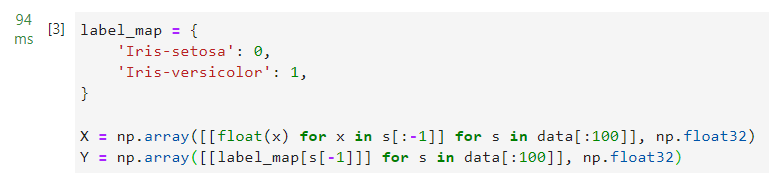 94
ms
[3]
label_map = {
    'Iris-setosa': 0,
    'Iris-versicolor': 1,
}
X = np.array([[float(x) for x in s[:-1]] for s in data[:100]], np.float32)
Y = np.array([[label_map[s[-1]]] for s in data[:100]], np.float32)